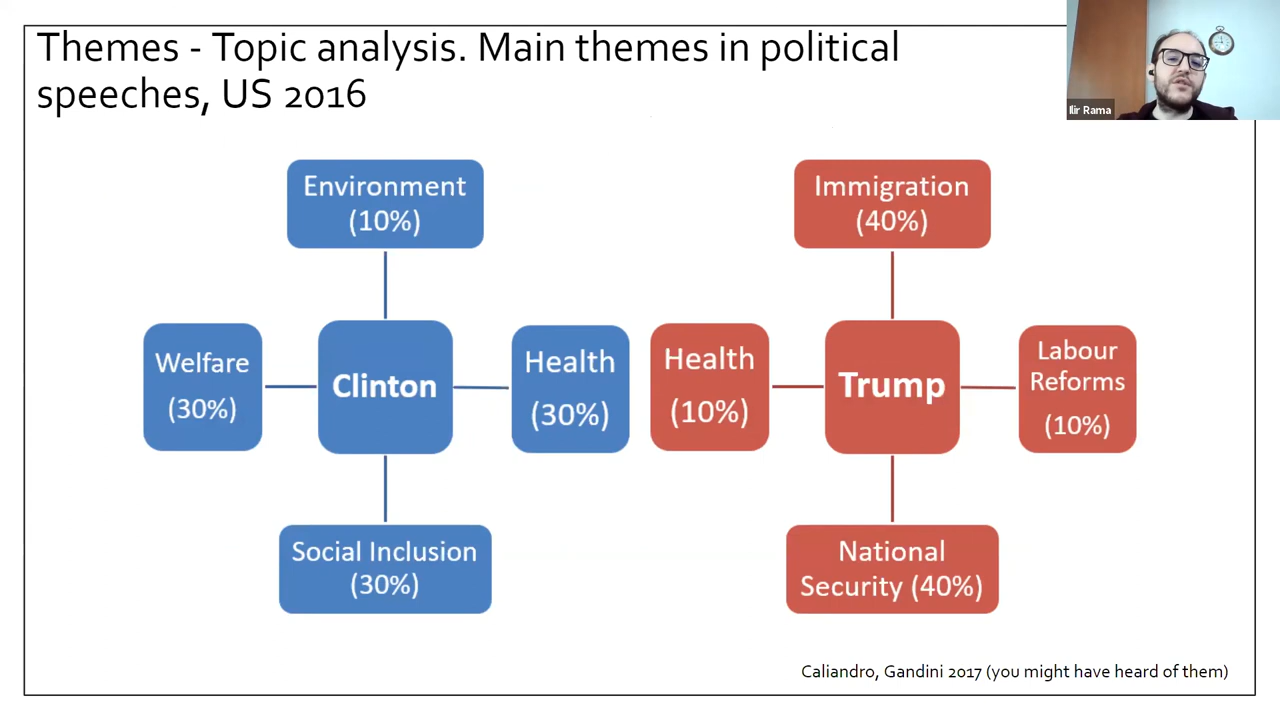 Themes - Topic analysis. Main themes in political
speeches, US 2016
Ilir Rama
Environment
(10%)
Welfare
(30%)
Clinton
Health
(30%)
Social Inclusion
(30%)
Immigration
(40%)
Health
(10%)
Trump
Labour
Reforms
(10%)
National
Security (40%)
Caliandro, Gandini 2017 (you might have heard of them)